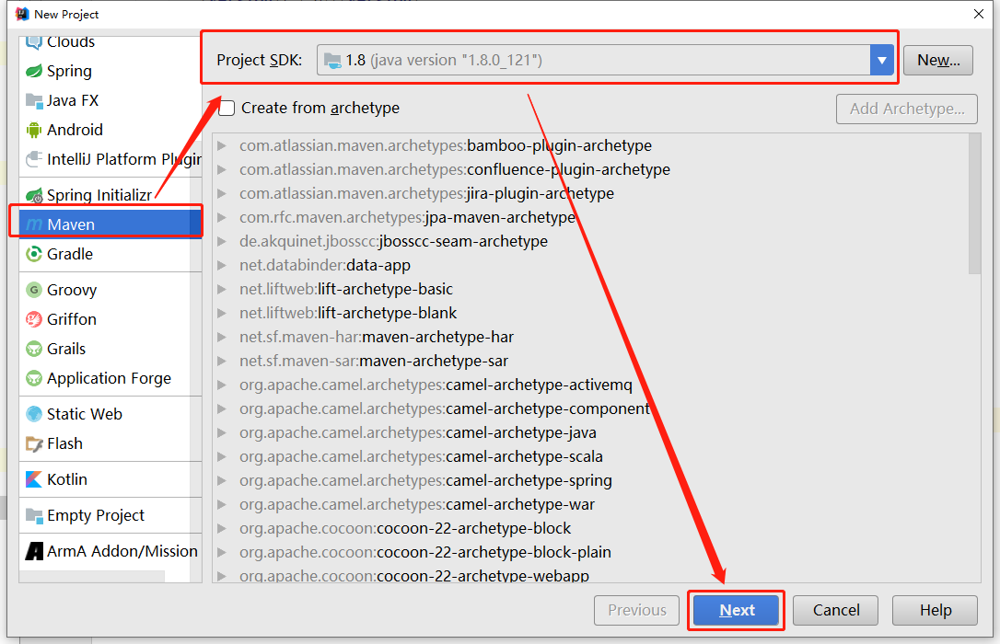 New Project
Clouds
Spring
Java FX
Android
IntelliJ Platform Plugin
Spring Initializr
Maven
Gradle
Groovy
Griffon
Grails
Application Forge
Static Web
Flash
Kotlin
Empty Project
ArmA Addon/Mission
Project SDK: 1.8 (java version "1.8.0_121") New...
Create from archetype Add Archetype...
com.atlassian.maven.archetypes:bamboo-plugin-archetype
com.atlassian.maven.archetypes:confluence-plugin-archetype
com.atlassian.maven.archetypes:jira-plugin-archetype
com.rfc.maven.archetypes:jpa-maven-archetype
de.akquinet.jbosscc:jbosscc-seam-archetype
net.databinder:data-app
net.liftweb:lift-archetype-basic
net.liftweb:lift-archetype-blank
net.sf.maven-har:maven-archetype-har
net.sf.maven-sar:maven-archetype-sar
org.apache.camel.archetypes:camel-archetype-activemq
org.apache.camel.archetypes:camel-archetype-component
org.apache.camel.archetypes:camel-archetype-java
org.apache.camel.archetypes:camel-archetype-scala
org.apache.camel.archetypes:camel-archetype-spring
org.apache.camel.archetypes:camel-archetype-war
org.apache.cocoon:cocoon-22-archetype-block
org.apache.cocoon:cocoon-22-archetype-block-plain
org.apache.cocoon:cocoon-22-archetype-webapp
Previous Next Cancel Help